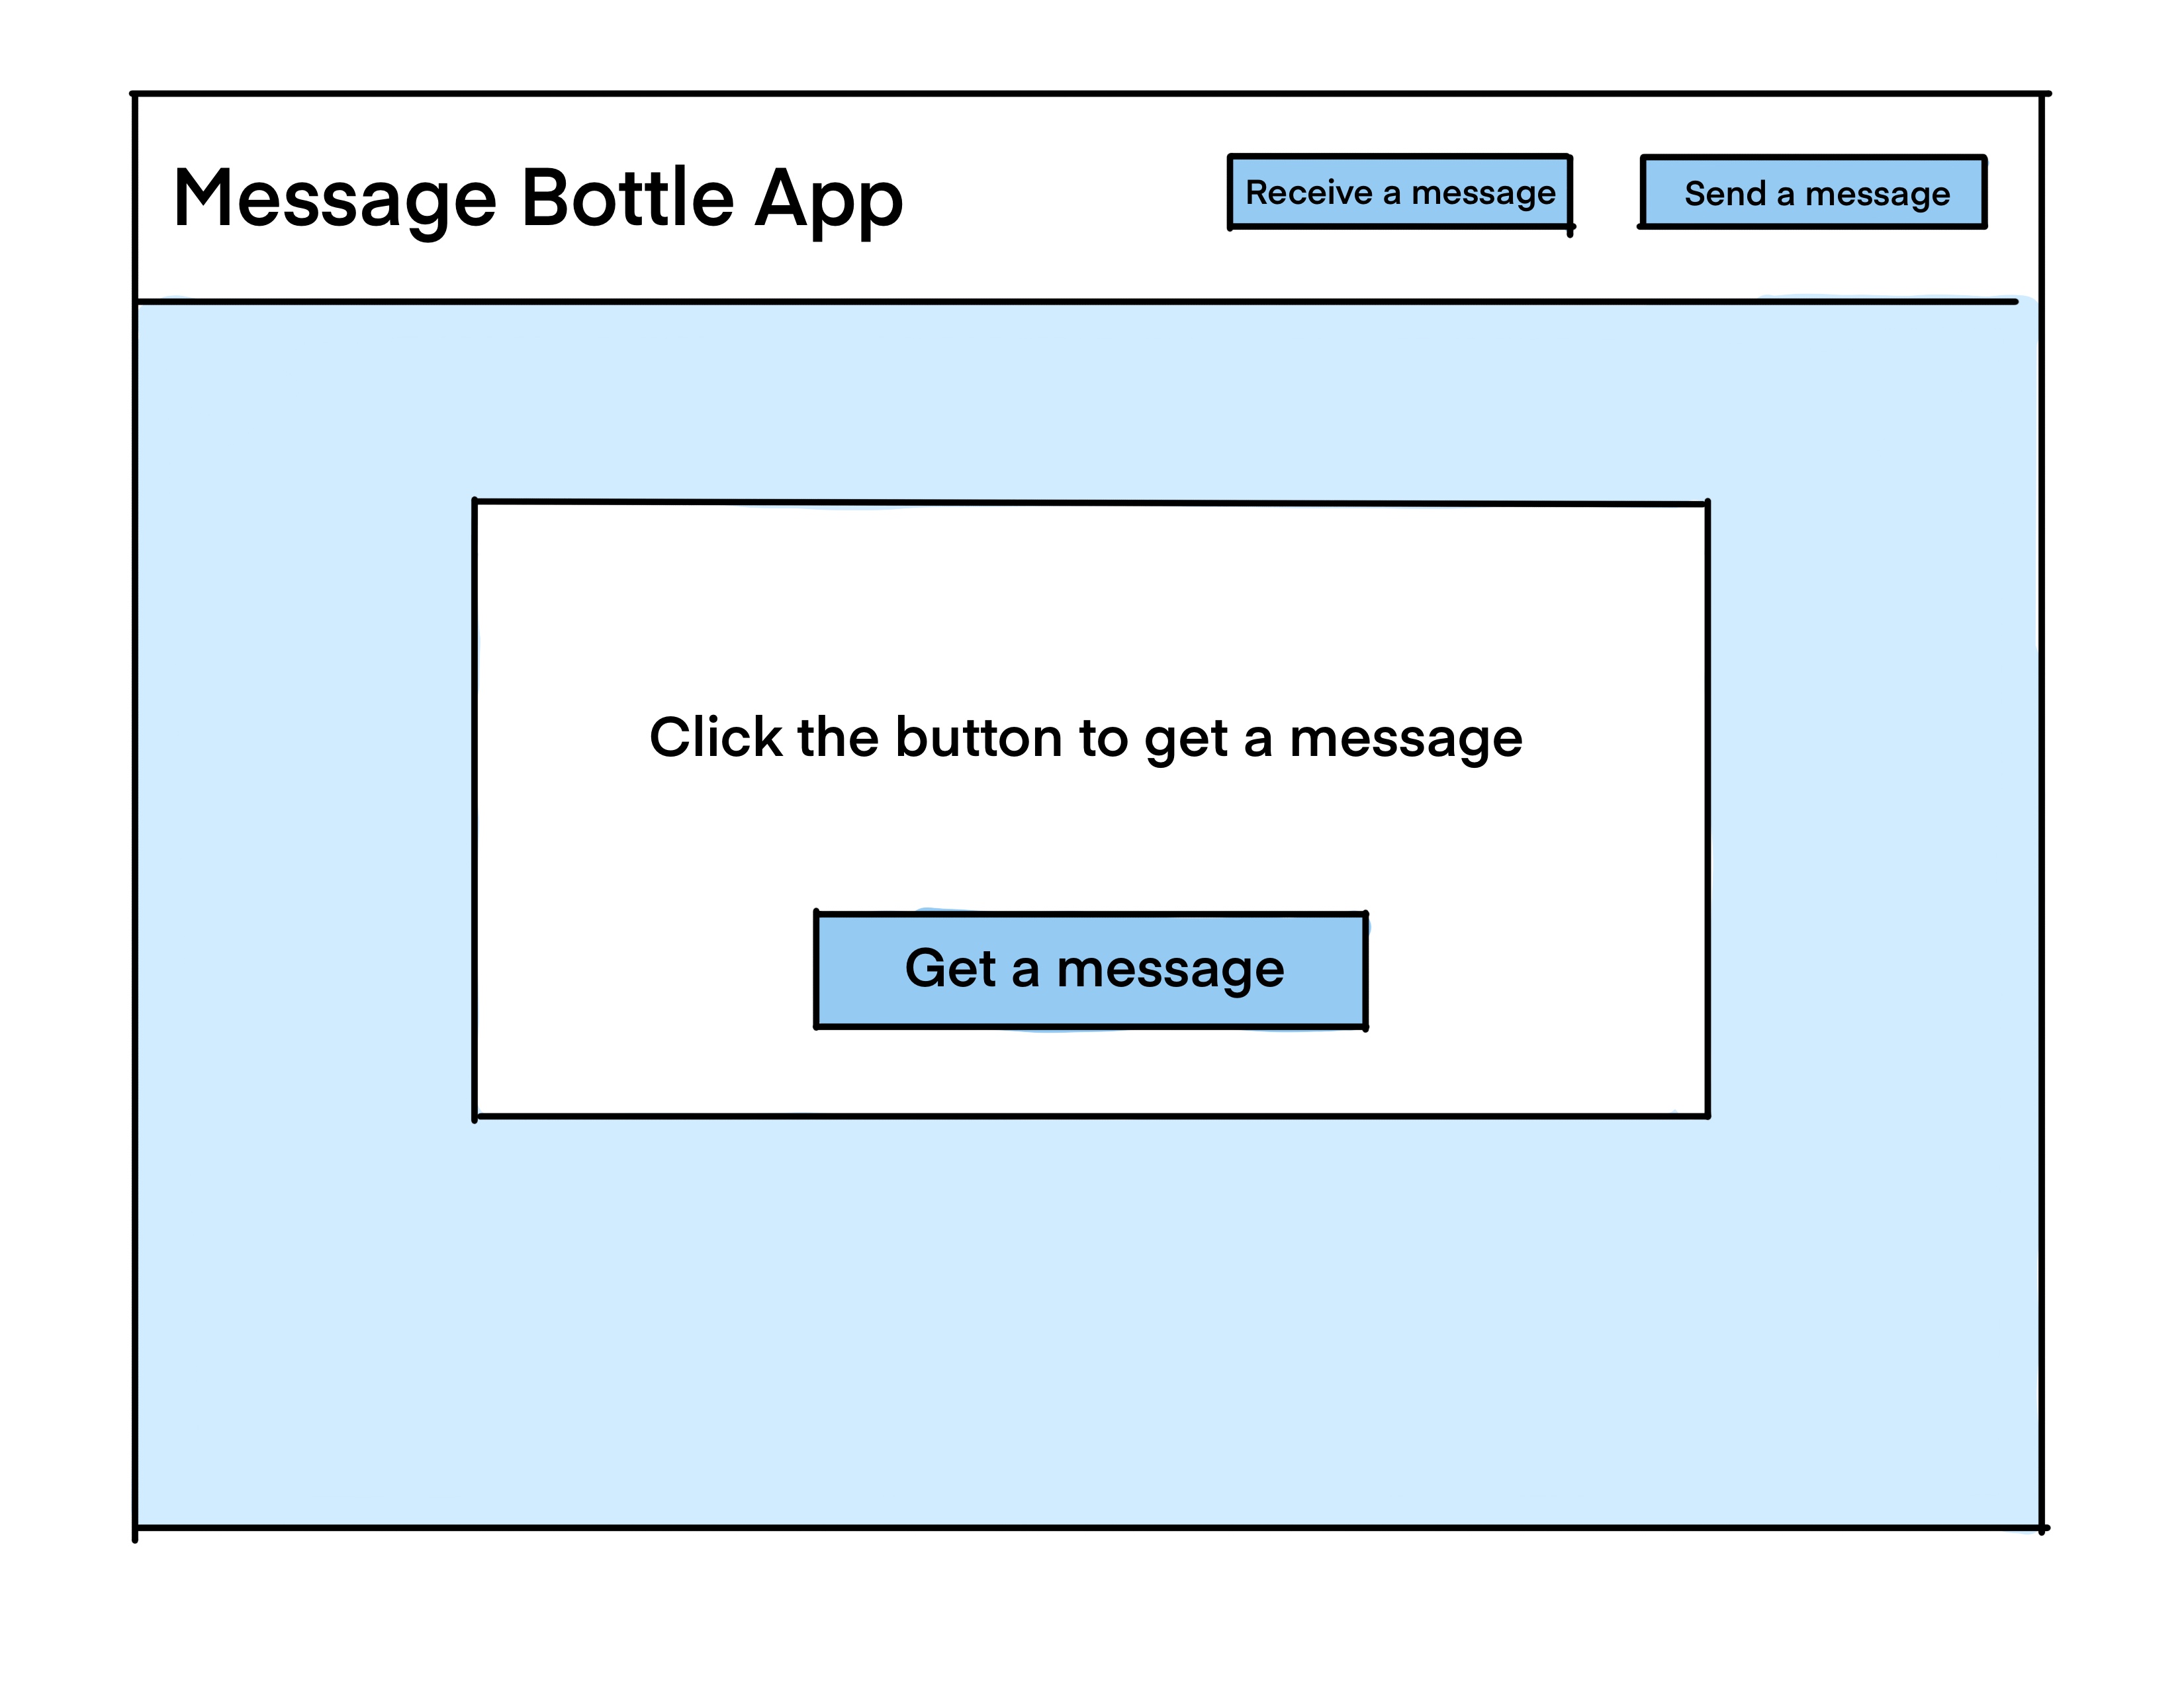 Message Bottle App
Receive a message
Send a message
Click the button to get a message
Get a message